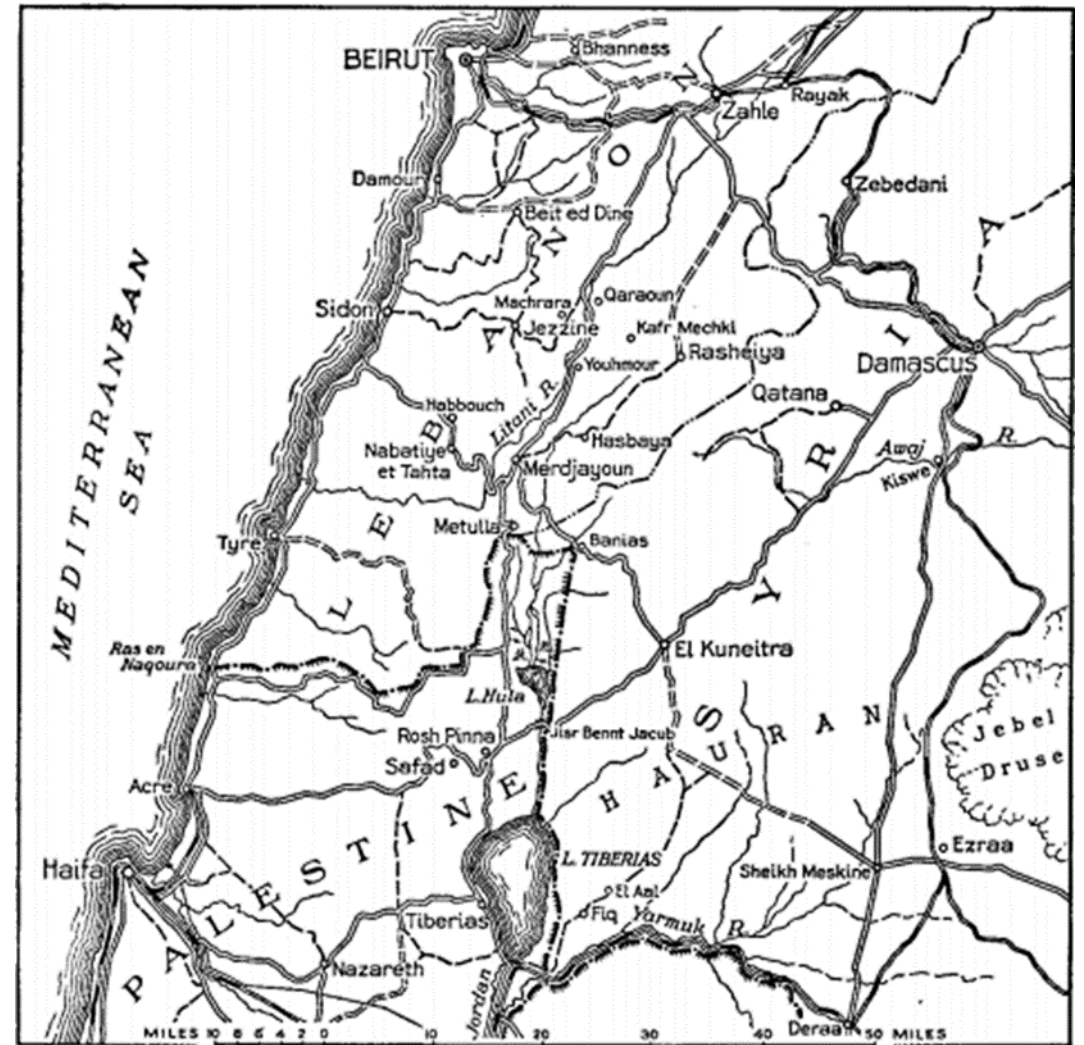 BEIRUT
Bhanness
Zahle
Rayak
Damour
Zebedani
Beit ed Dine
MEDITERRANEAN
SEA
Sidon
Machrara
Qaraoun
Jezzine
Kafr Mechki
Youhmour
Rasheiya
Damascus
Qatana
Habbouch
Litani R.
Nabatiye
et Tahta
Hasbaya
Merdjayoun
Awaj R.
Kiswe
Metulla
Banias
Tyre
LEBANON
SYRIA
Ras en
Naqoura
El Kuneitra
L. Hula
Jisr Bennt Jacub
Rosh Pinna
Safad
HAURAN
Jebel
Druse
Acre
PALESTINE
Haifa
L. TIBERIAS
Ezraa
Sheikh Meskine
El Aal
Fiq
Yarmuk R.
Tiberias
Nazareth
Jordan
Deraa
MILES 10 8 6 4 2 0 10 20 30 40 50 MILES